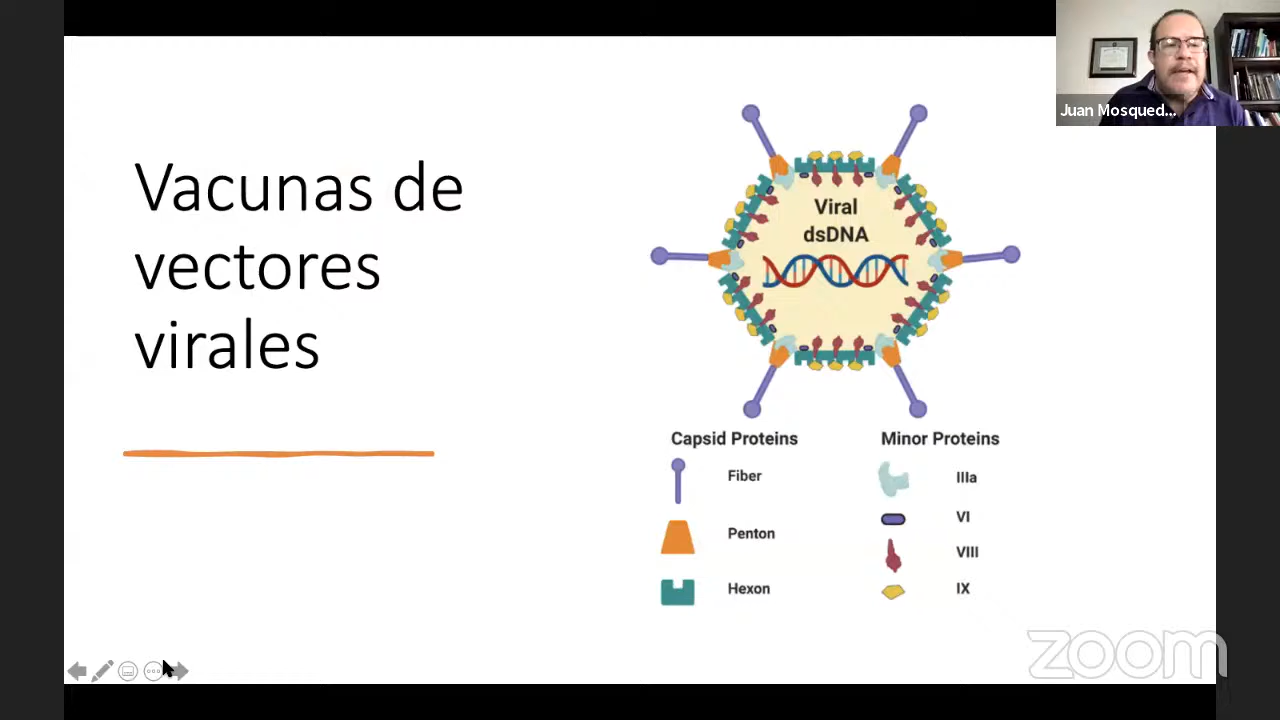 Vacunas de
vectores
virales
Viral
dsDNA
Capsid Proteins
Fiber
Penton
Hexon
Minor Proteins
IIIa
VI
VIII
IX
Juan Mosqued...
zoom